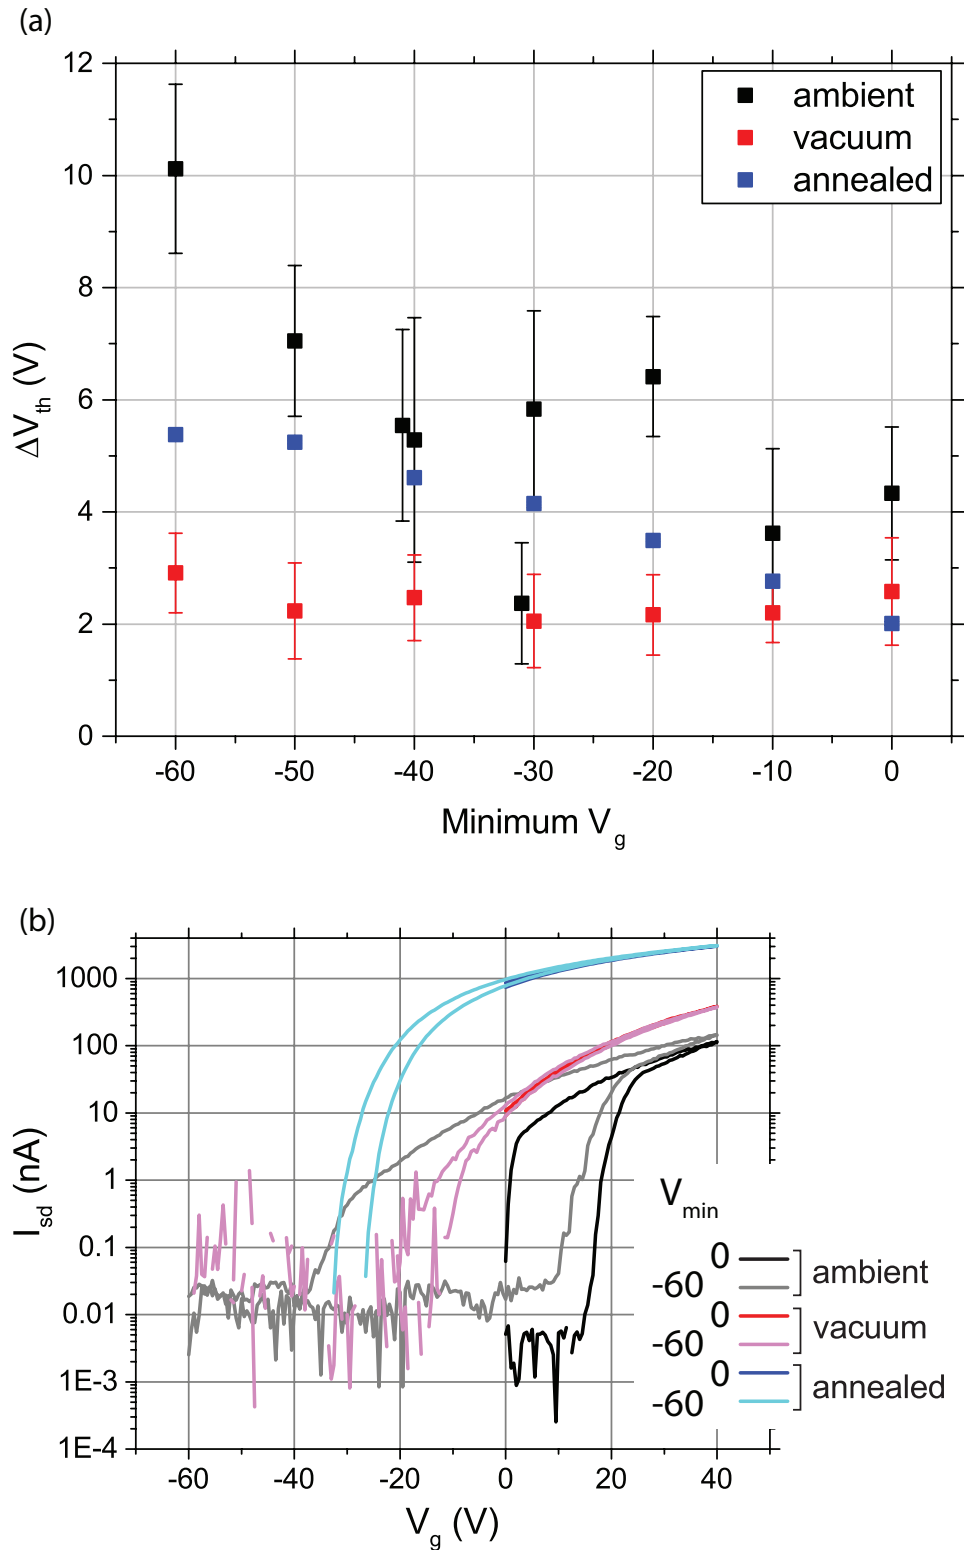 (a)
12
10
8
6
4
2
0
ΔVth (V)
-60 -50 -40 -30 -20 -10 0
Minimum Vg
ambient
vacuum
annealed
(b)
1000
100
10
1
0.1
0.01
1E-3
1E-4
Isd (nA)
-60 -40 -20 0 20 40
Vg (V)
Vmin
0
-60
ambient
0
-60
vacuum
0
-60
annealed